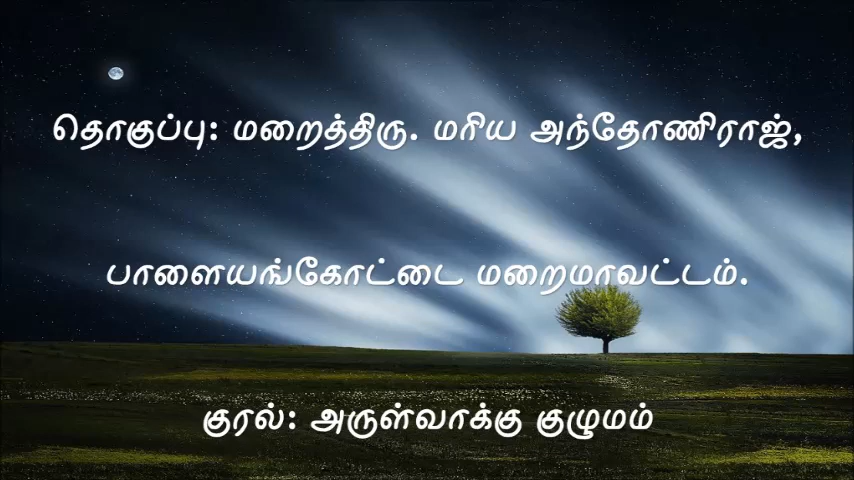 தொகுப்பு: மறைத்திரு. மரிய அந்தோணிராஜ்,
பாளையங்கோட்டை மறைமாவட்டம்.
குரல்: அருள்வாக்கு குழுமம்